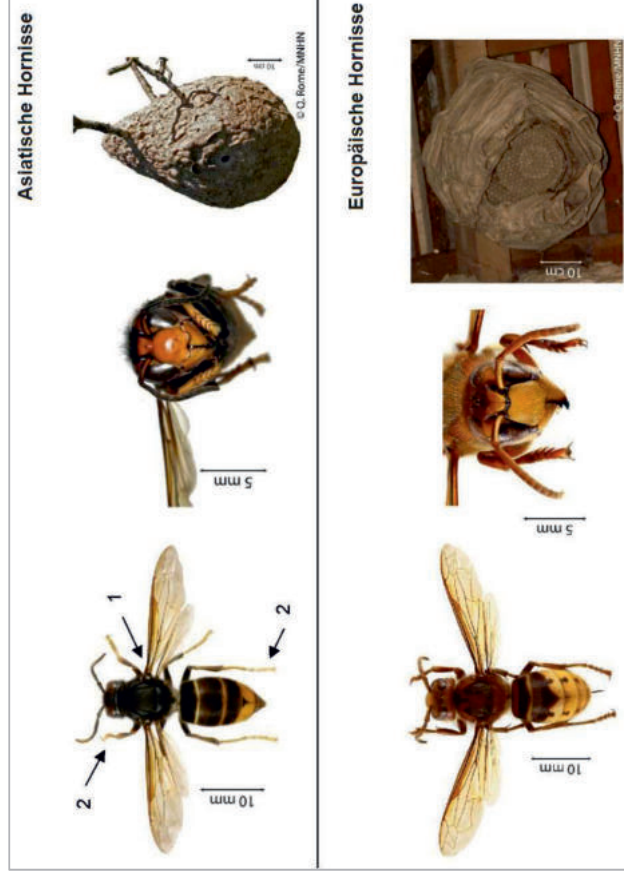 Asiatische Hornisse
10 cm
© Q. Rome/MNHN
5 mm
1
2
2
10 mm
Europäische Hornisse
10 cm
© Q. Rome/MNHN
5 mm
10 mm